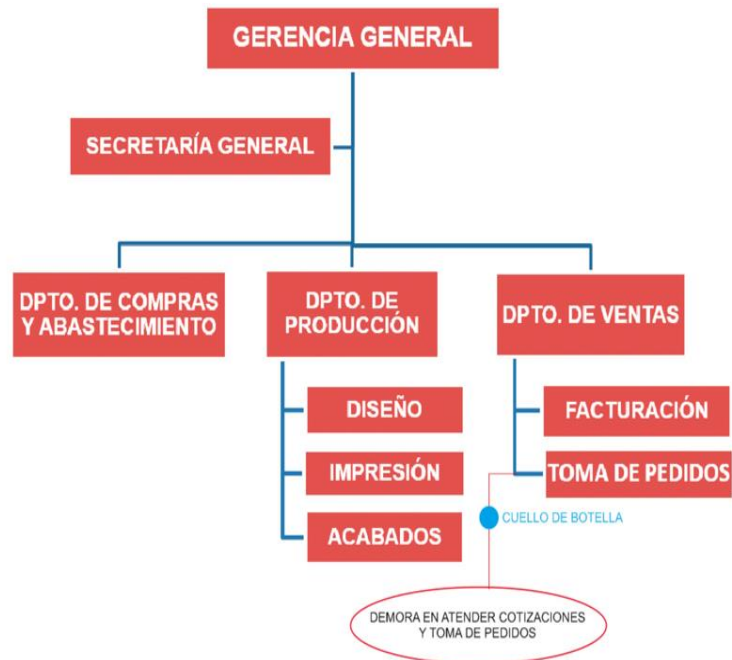 GERENCIA GENERAL
SECRETARÍA GENERAL
DPTO. DE COMPRAS
Y ABASTECIMIENTO
DPTO. DE
PRODUCCIÓN
DPTO. DE VENTAS
DISEÑO
IMPRESIÓN
ACABADOS
FACTURACIÓN
TOMA DE PEDIDOS
CUELLO DE BOTELLA
DEMORA EN ATENDER COTIZACIONES
Y TOMA DE PEDIDOS